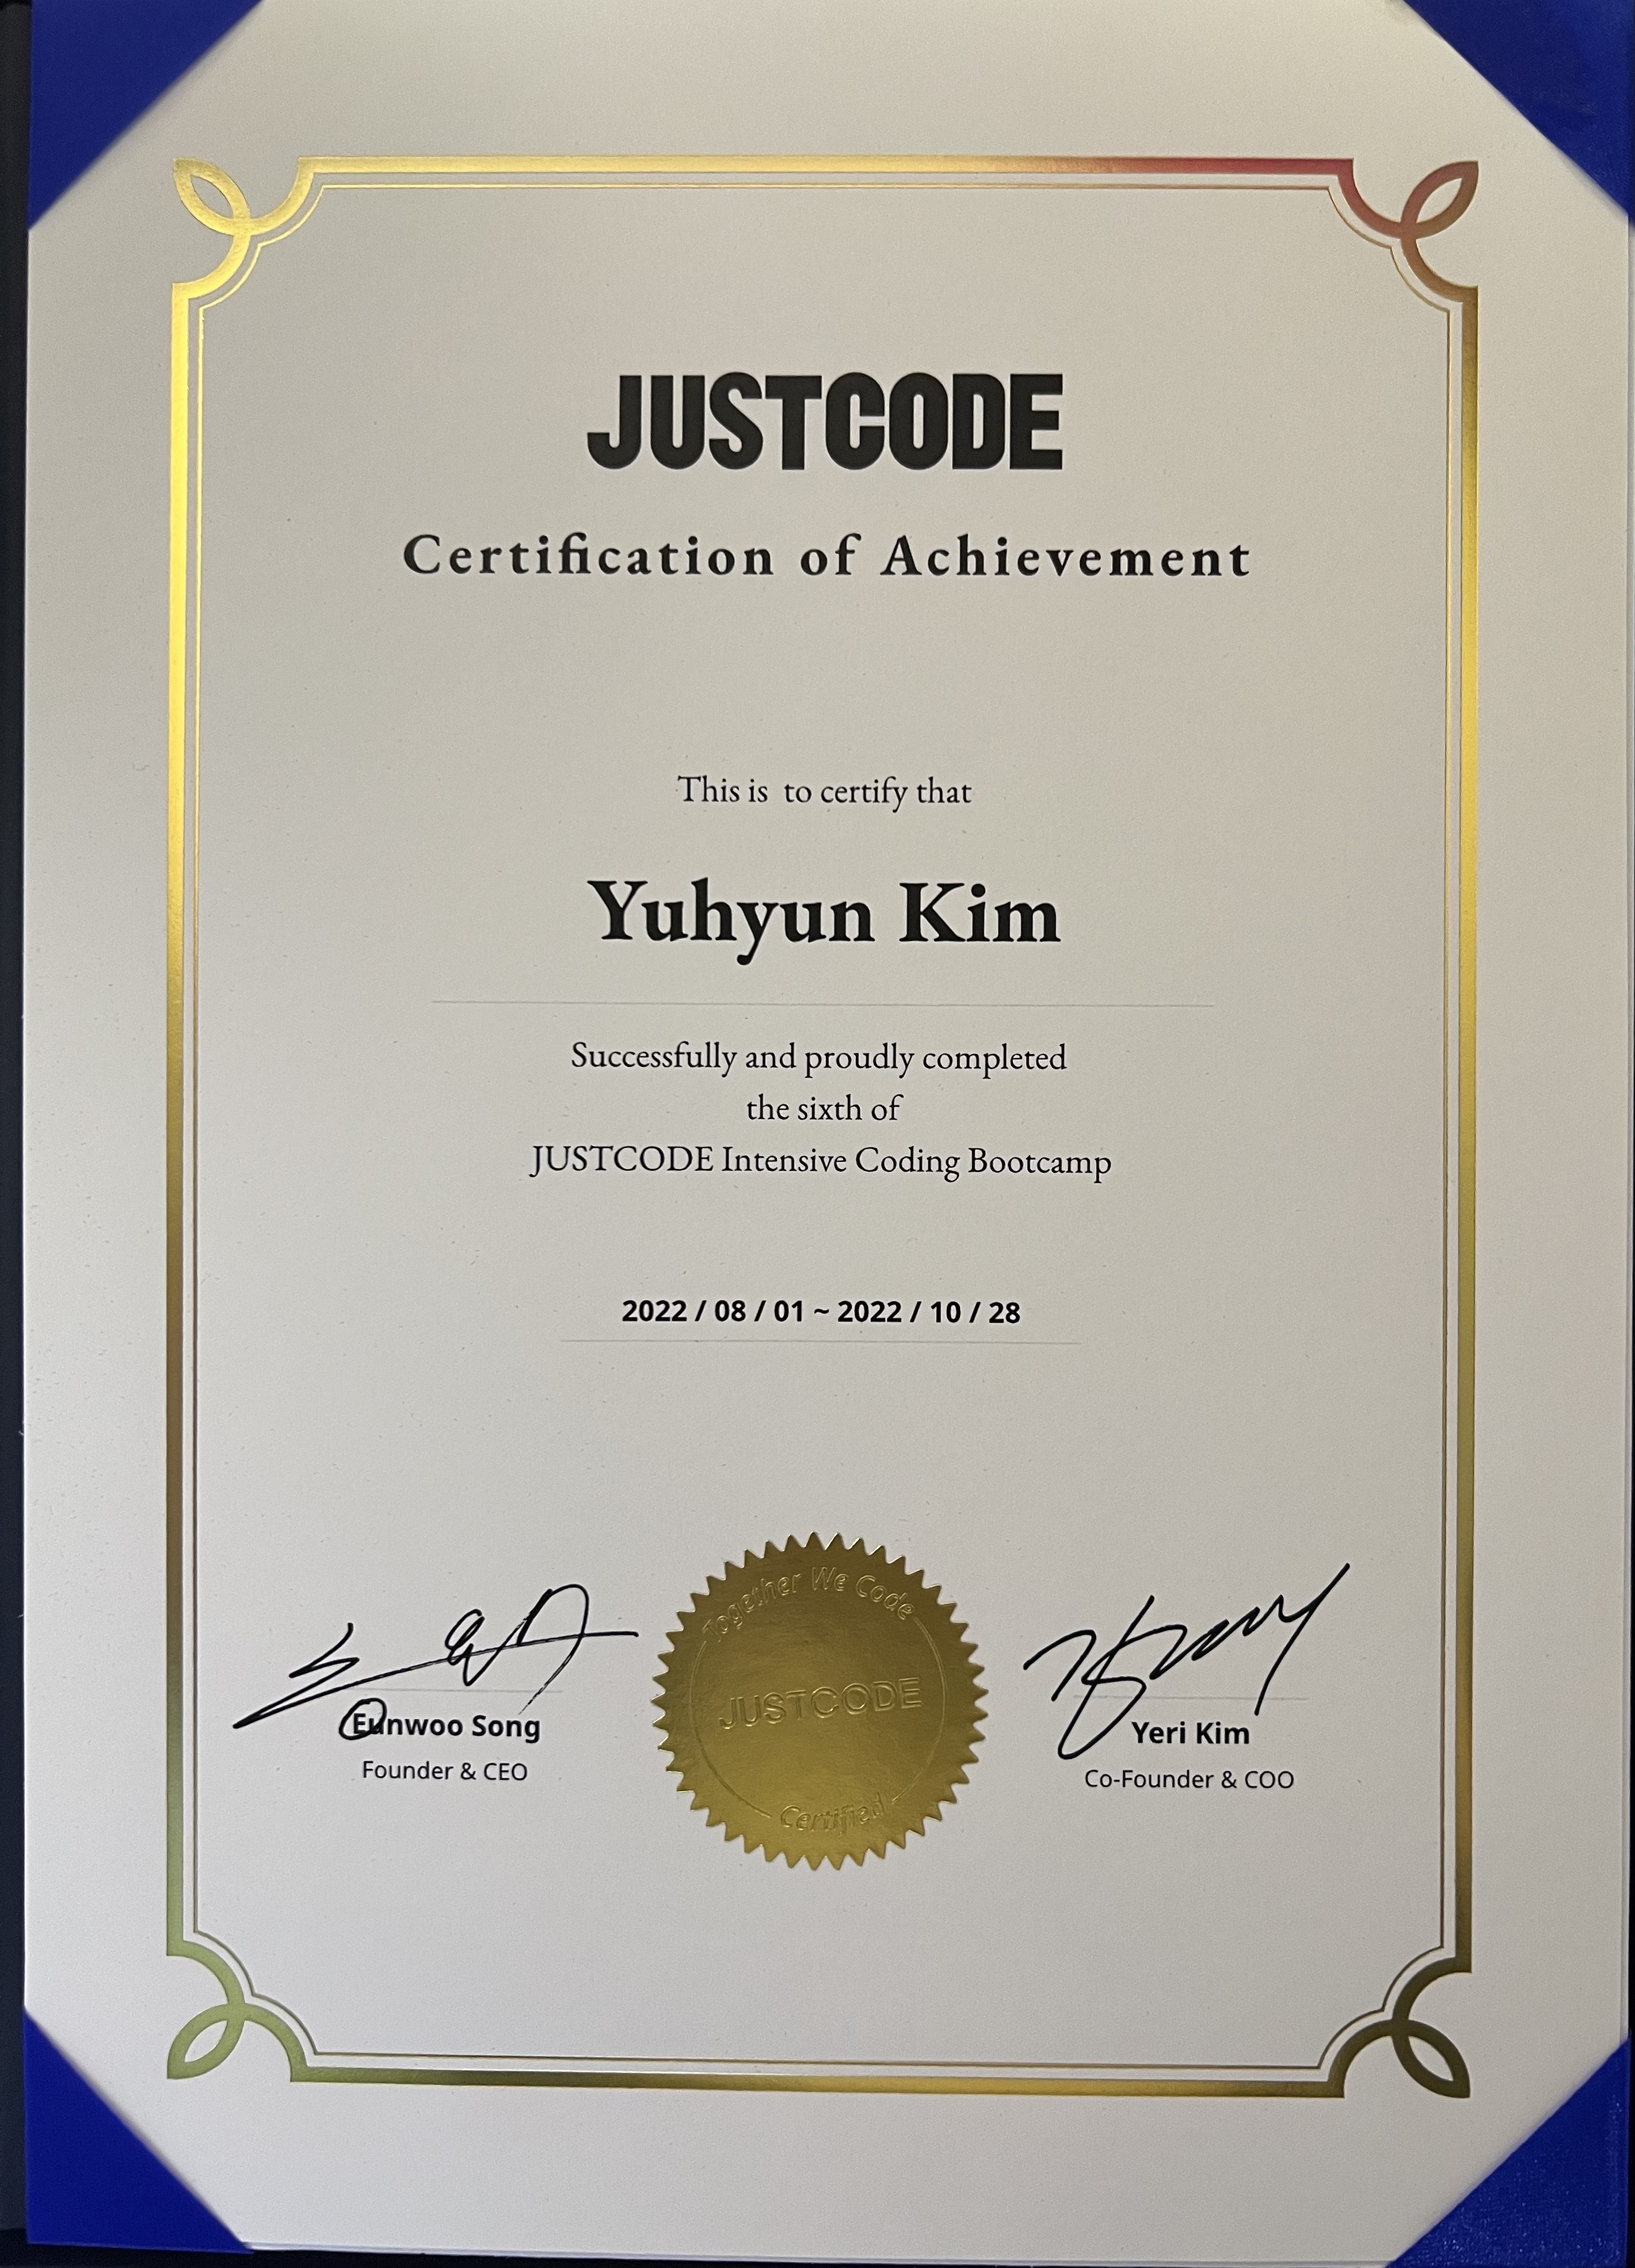 JUSTCODE
Certification of Achievement
This is to certify that
Yuhyun Kim
Successfully and proudly completed
the sixth of
JUSTCODE Intensive Coding Bootcamp
2022 / 08 / 01 ~ 2022 / 10 / 28
Together We Code
JUSTCODE
Certified
Eunwoo Song
Founder & CEO
Yeri Kim
Co-Founder & COO